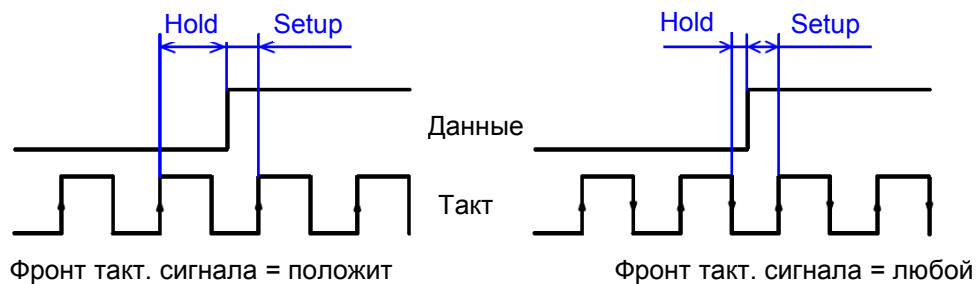 Hold Setup
Hold Setup
Данные
Такт
Фронт такт. сигнала = положит
Фронт такт. сигнала = любой